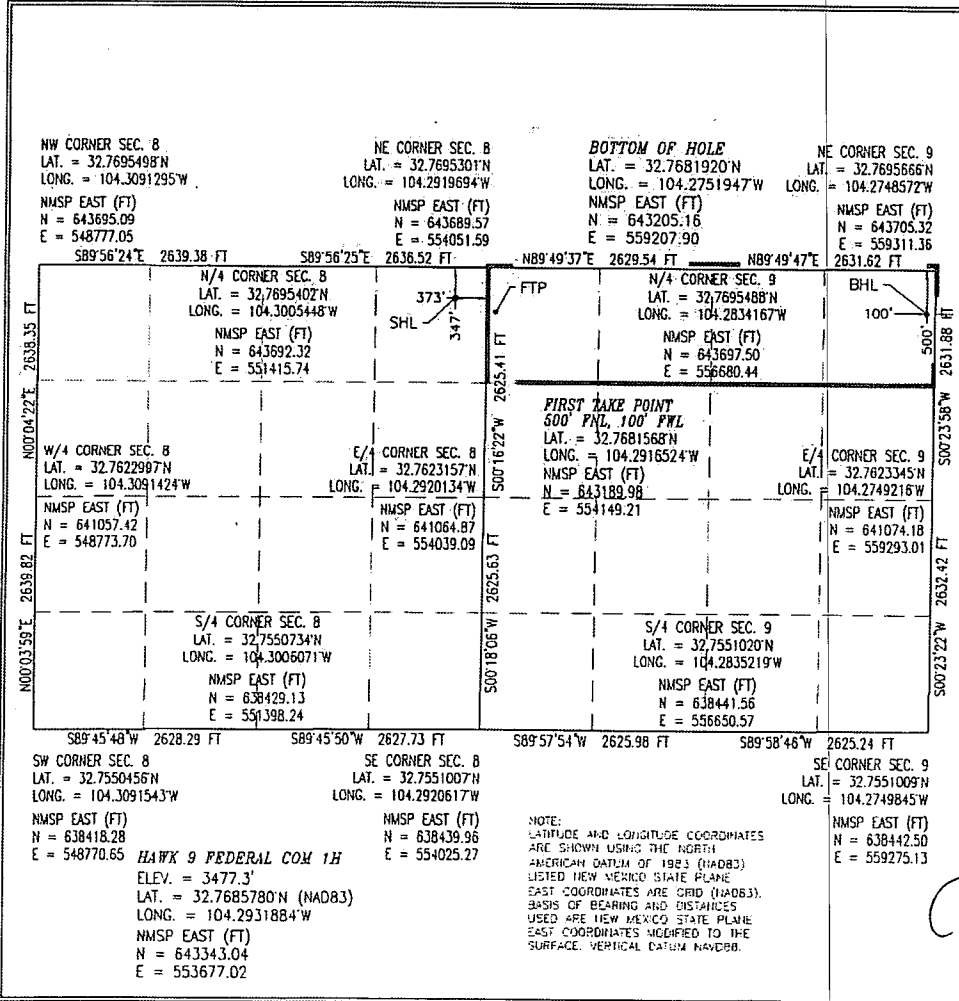 NW CORNER SEC. 8
LAT. = 32.7695498'N
LONG. = 104.3091295'W
NMSP EAST (FT)
N = 643695.09
E = 548777.05
NE CORNER SEC. 8
LAT. = 32.7695301'N
LONG. = 104.2919694'W
NMSP EAST (FT)
N = 643689.57
E = 554051.59
BOTTOM OF HOLE
LAT. = 32.7681920'N
LONG. = 104.2751947'W
NMSP EAST (FT)
N = 643205.16
E = 559207.90
NE CORNER SEC. 9
LAT. = 32.7695666'N
LONG. = 104.2748572'W
NMSP EAST (FT)
N = 643705.32
E = 559311.36
S89'56'24"E 2639.38 FT
S89'56'25"E 2636.52 FT
N89'49'37"E 2629.54 FT
N89'49'47"E 2631.62 FT
N/4 CORNER SEC. 8
LAT. = 32.7695402'N
LONG. = 104.3005448'W
NMSP EAST (FT)
N = 643692.32
E = 551415.74
373'
SHL
347'
FTP
N/4 CORNER SEC. 9
LAT. = 32.7695488'N
LONG. = 104.2834167'W
NMSP EAST (FT)
N = 643697.50
E = 556680.44
BHL
100'
500'
N00'04'22"E 2638.35 FT
S00'16'22"W 2625.41 FT
S00'23'58"W 2631.88 FT
FIRST TAKE POINT
500' FNL, 100' FWL
LAT. = 32.7681568'N
LONG. = 104.2916524'W
NMSP EAST (FT)
N = 643189.98
E = 554149.21
W/4 CORNER SEC. 8
LAT. = 32.7622997'N
LONG. = 104.3091424'W
NMSP EAST (FT)
N = 641057.42
E = 548773.70
E/4 CORNER SEC. 8
LAT. = 32.7623157'N
LONG. = 104.2920134'W
NMSP EAST (FT)
N = 641064.87
E = 554039.09
E/4 CORNER SEC. 9
LAT. = 32.7623345'N
LONG. = 104.2749216'W
NMSP EAST (FT)
N = 641074.18
E = 559293.01
N00'03'59"E 2639.82 FT
S00'18'06"W 2625.63 FT
S00'23'22"W 2632.42 FT
S/4 CORNER SEC. 8
LAT. = 32.7550734'N
LONG. = 104.3006071'W
NMSP EAST (FT)
N = 638429.13
E = 551398.24
S/4 CORNER SEC. 9
LAT. = 32.7551020'N
LONG. = 104.2835219'W
NMSP EAST (FT)
N = 638441.56
E = 556650.57
S89'45'48"W 2628.29 FT
S89'45'50"W 2627.73 FT
S89'57'54"W 2625.98 FT
S89'58'46"W 2625.24 FT
SW CORNER SEC. 8
LAT. = 32.7550456'N
LONG. = 104.3091543'W
NMSP EAST (FT)
N = 638418.28
E = 548770.65
SE CORNER SEC. 8
LAT. = 32.7551007'N
LONG. = 104.2920617'W
NMSP EAST (FT)
N = 638439.96
E = 554025.27
SE CORNER SEC. 9
LAT. = 32.7551009'N
LONG. = 104.2749845'W
NMSP EAST (FT)
N = 638442.50
E = 559275.13
HAWK 9 FEDERAL COM 1H
ELEV. = 3477.3'
LAT. = 32.7685780'N (NAD83)
LONG. = 104.2931884'W
NMSP EAST (FT)
N = 643343.04
E = 553677.02
NOTE:
LATITUDE AND LONGITUDE COORDINATES
ARE SHOWN USING THE NORTH
AMERICAN DATUM OF 1983 (NAD83)
LISTED NEW MEXICO STATE PLANE
EAST COORDINATES ARE GRID (NAD83).
BASIS OF BEARING AND DISTANCES
USED ARE NEW MEXICO STATE PLANE
EAST COORDINATES MODIFIED TO THE
SURFACE. VERTICAL DATUM NAVD88.